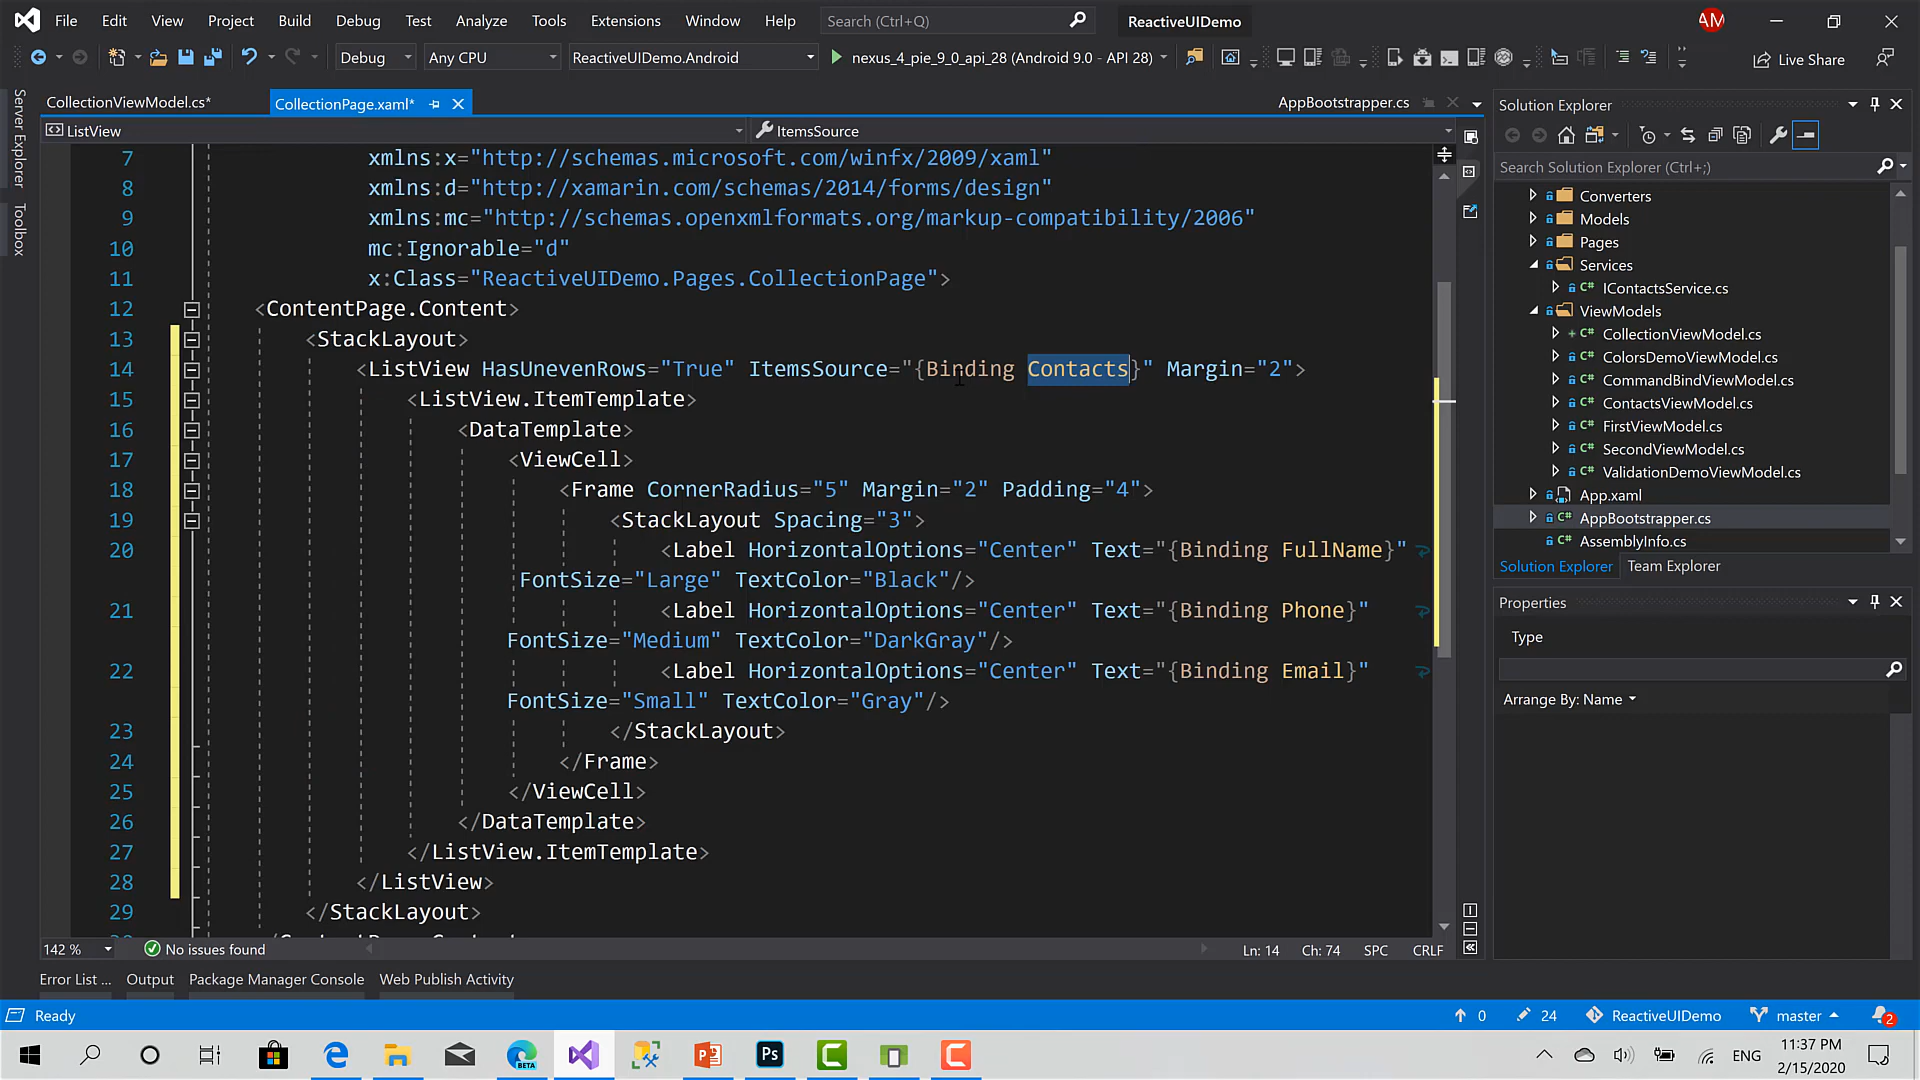 File Edit View Project Build Debug Test Analyze Tools Extensions Window Help Search (Ctrl+Q) ReactiveUIDemo AM
Debug Any CPU ReactiveUIDemo.Android nexus_4_pie_9_0_api_28 (Android 9.0 - API 28) Live Share
Server Explorer
Toolbox
CollectionViewModel.cs* CollectionPage.xaml* AppBootstrapper.cs
ListView ItemsSource
7 xmlns:x="http://schemas.microsoft.com/winfx/2009/xaml"
8 xmlns:d="http://xamarin.com/schemas/2014/forms/design"
9 xmlns:mc="http://schemas.openxmlformats.org/markup-compatibility/2006"
10 mc:Ignorable="d"
11 x:Class="ReactiveUIDemo.Pages.CollectionPage">
12 <ContentPage.Content>
13 <StackLayout>
14 <ListView HasUnevenRows="True" ItemsSource="{Binding Contacts}" Margin="2">
15 <ListView.ItemTemplate>
16 <DataTemplate>
17 <ViewCell>
18 <Frame CornerRadius="5" Margin="2" Padding="4">
19 <StackLayout Spacing="3">
20 <Label HorizontalOptions="Center" Text="{Binding FullName}"
FontSize="Large" TextColor="Black"/>
21 <Label HorizontalOptions="Center" Text="{Binding Phone}"
FontSize="Medium" TextColor="DarkGray"/>
22 <Label HorizontalOptions="Center" Text="{Binding Email}"
FontSize="Small" TextColor="Gray"/>
23 </StackLayout>
24 </Frame>
25 </ViewCell>
26 </DataTemplate>
27 </ListView.ItemTemplate>
28 </ListView>
29 </StackLayout>
142 % No issues found Ln: 14 Ch: 74 SPC CRLF
Error List ... Output Package Manager Console Web Publish Activity
Solution Explorer
Search Solution Explorer (Ctrl+;)
Converters
Models
Pages
Services
C# IContactsService.cs
ViewModels
C# CollectionViewModel.cs
C# ColorsDemoViewModel.cs
C# CommandBindViewModel.cs
C# ContactsViewModel.cs
C# FirstViewModel.cs
C# SecondViewModel.cs
C# ValidationDemoViewModel.cs
App.xaml
C# AppBootstrapper.cs
C# AssemblyInfo.cs
Solution Explorer Team Explorer
Properties
Type
Arrange By: Name
Ready 0 24 ReactiveUIDemo master 2
BETA Ps ENG 11:37 PM
2/15/2020